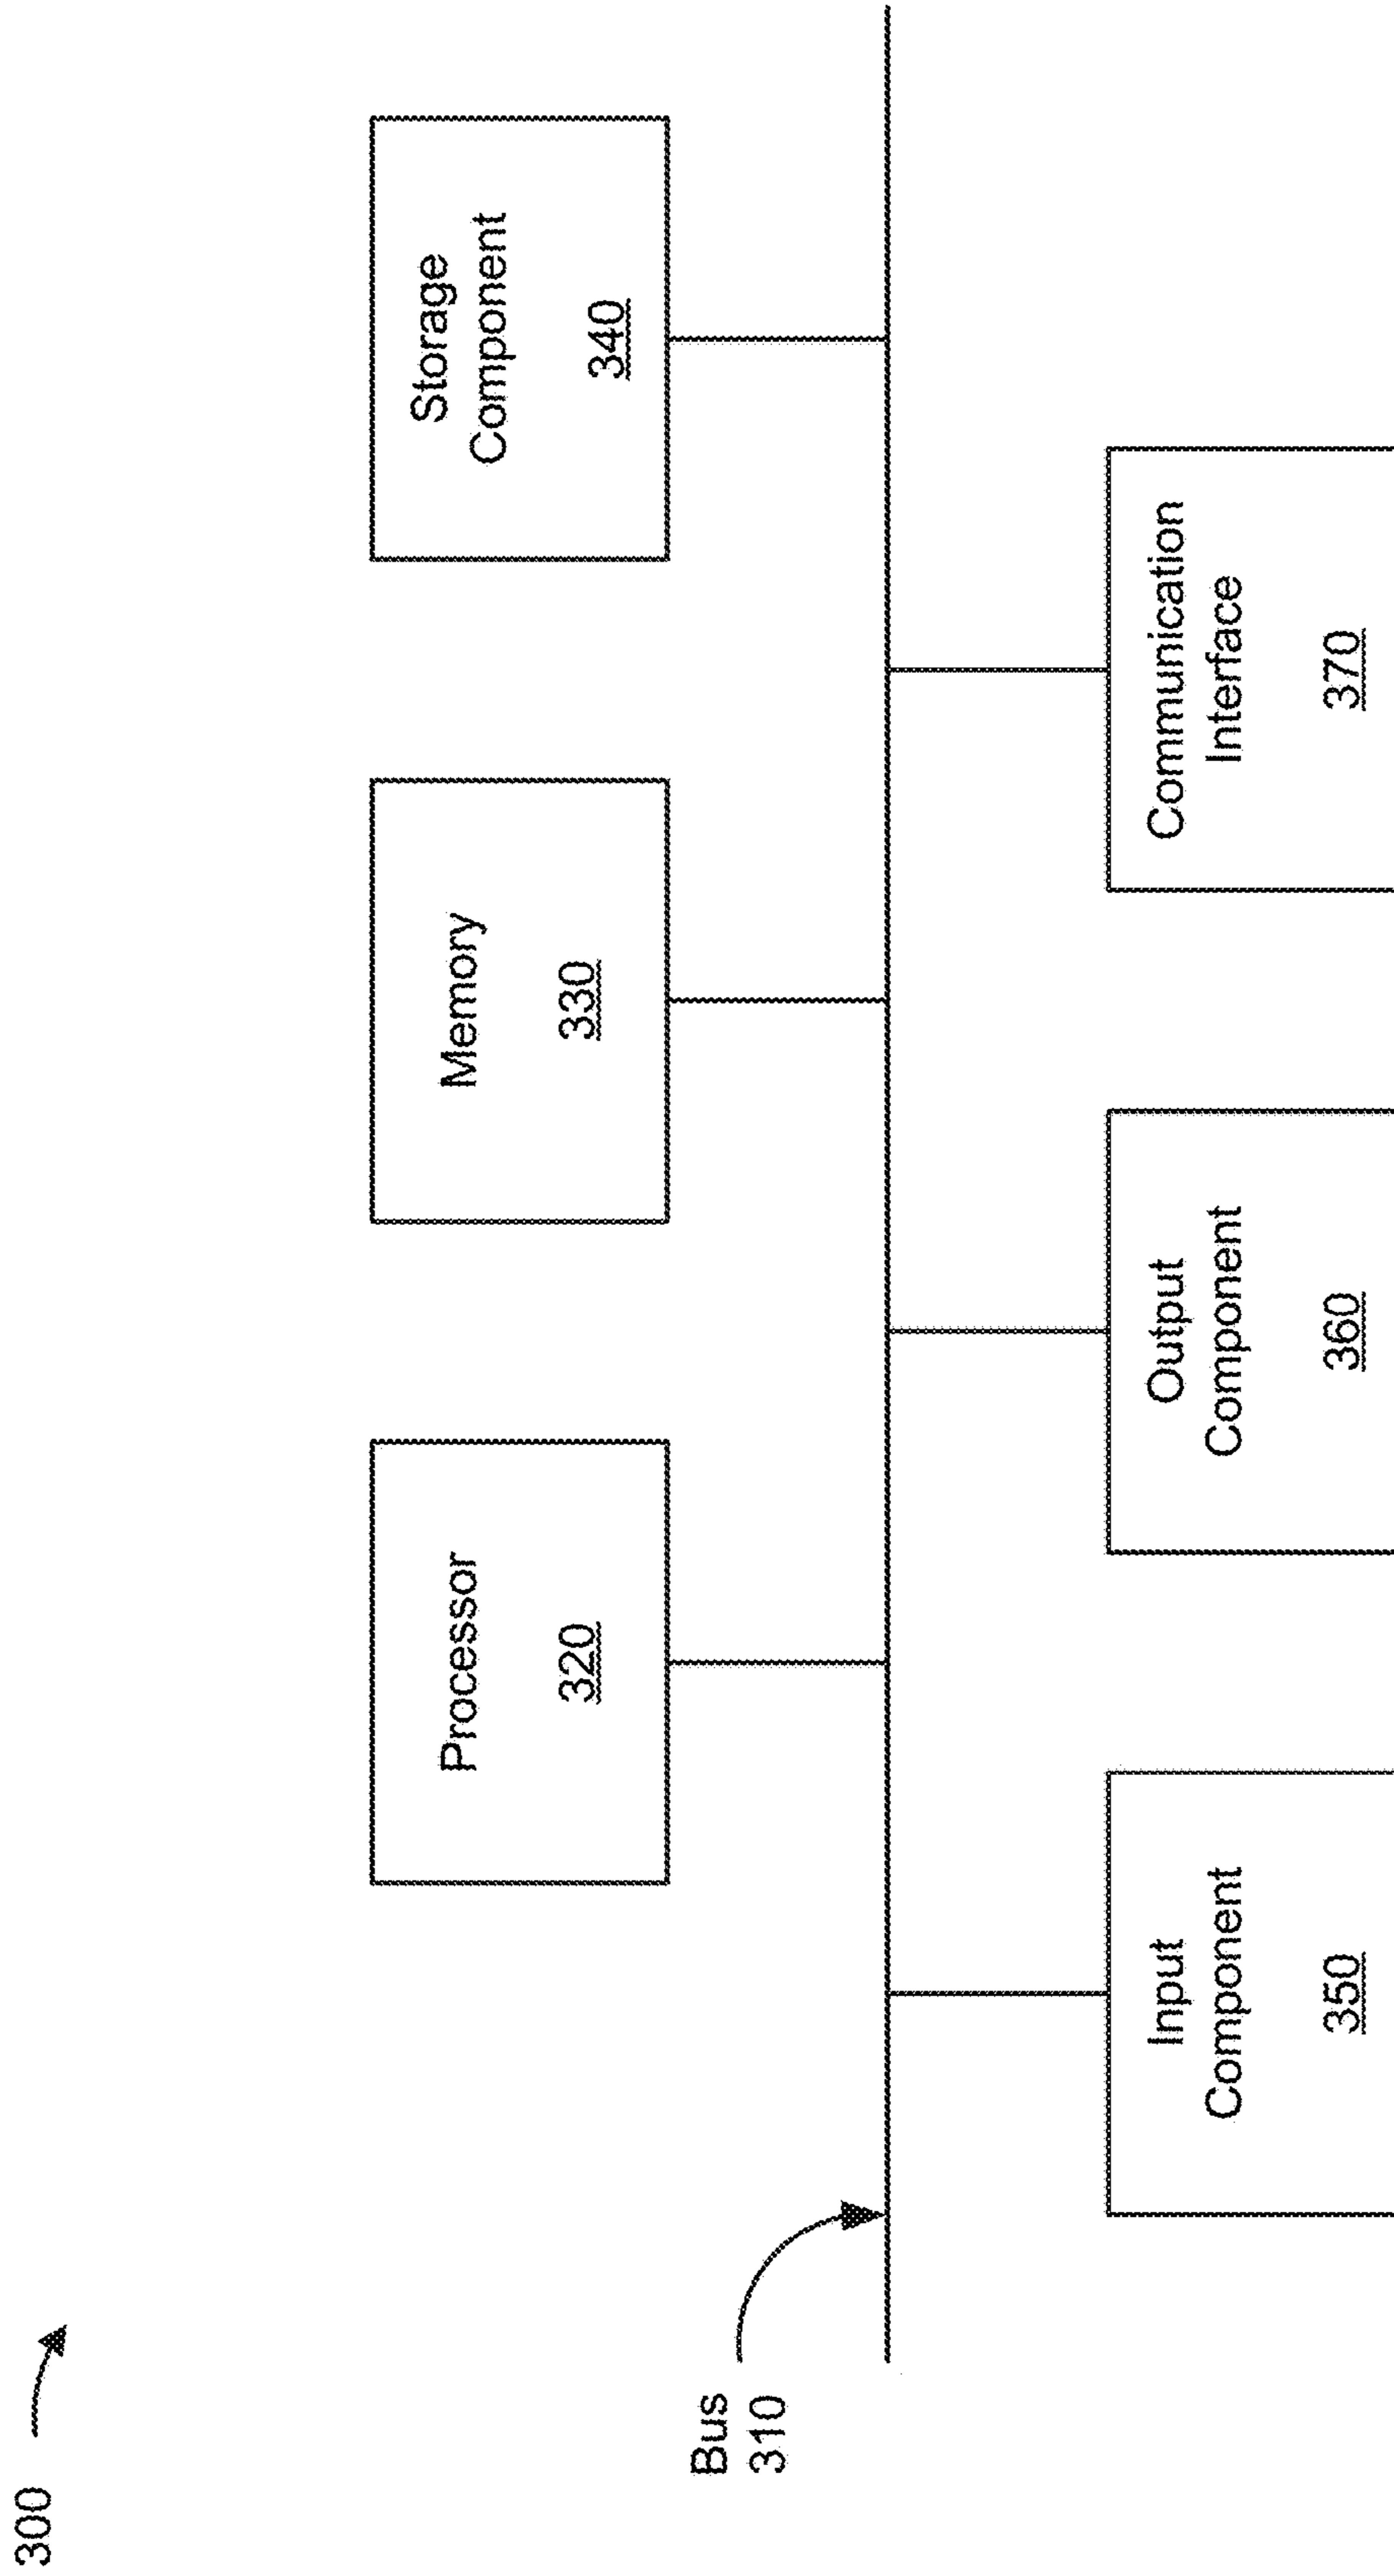 300
Processor
320
Memory
330
Storage
Component
340
Bus
310
Input
Component
350
Output
Component
360
Communication
Interface
370